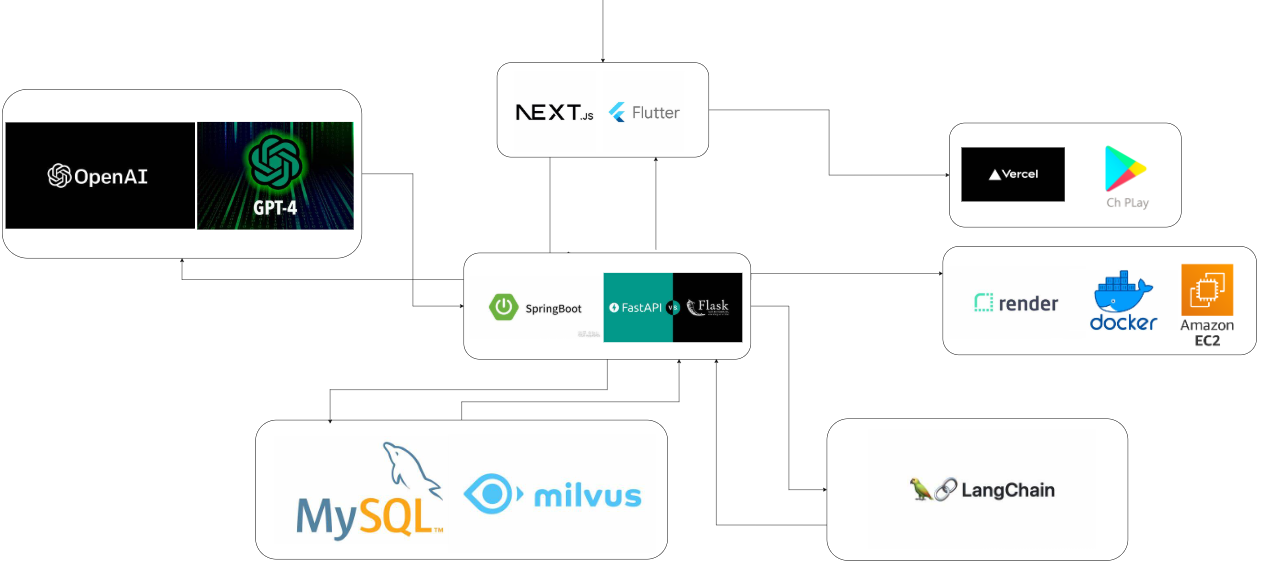 NEXT.JS
Flutter
OpenAI
GPT-4
Vercel
Ch PLay
SpringBoot
FastAPI
VS
Flask
render
docker
Amazon
EC2
MySQL™
milvus
LangChain